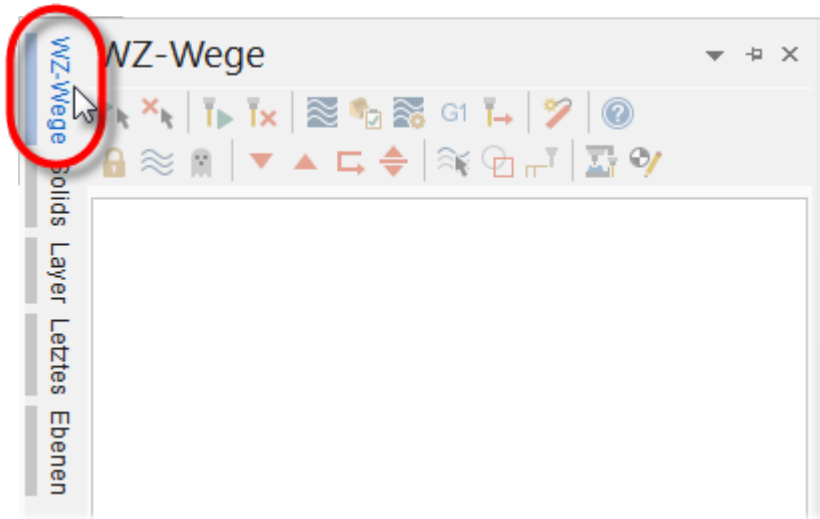 WZ-Wege
WZ-Wege
G1
Solids
Layer
Letztes
Ebenen